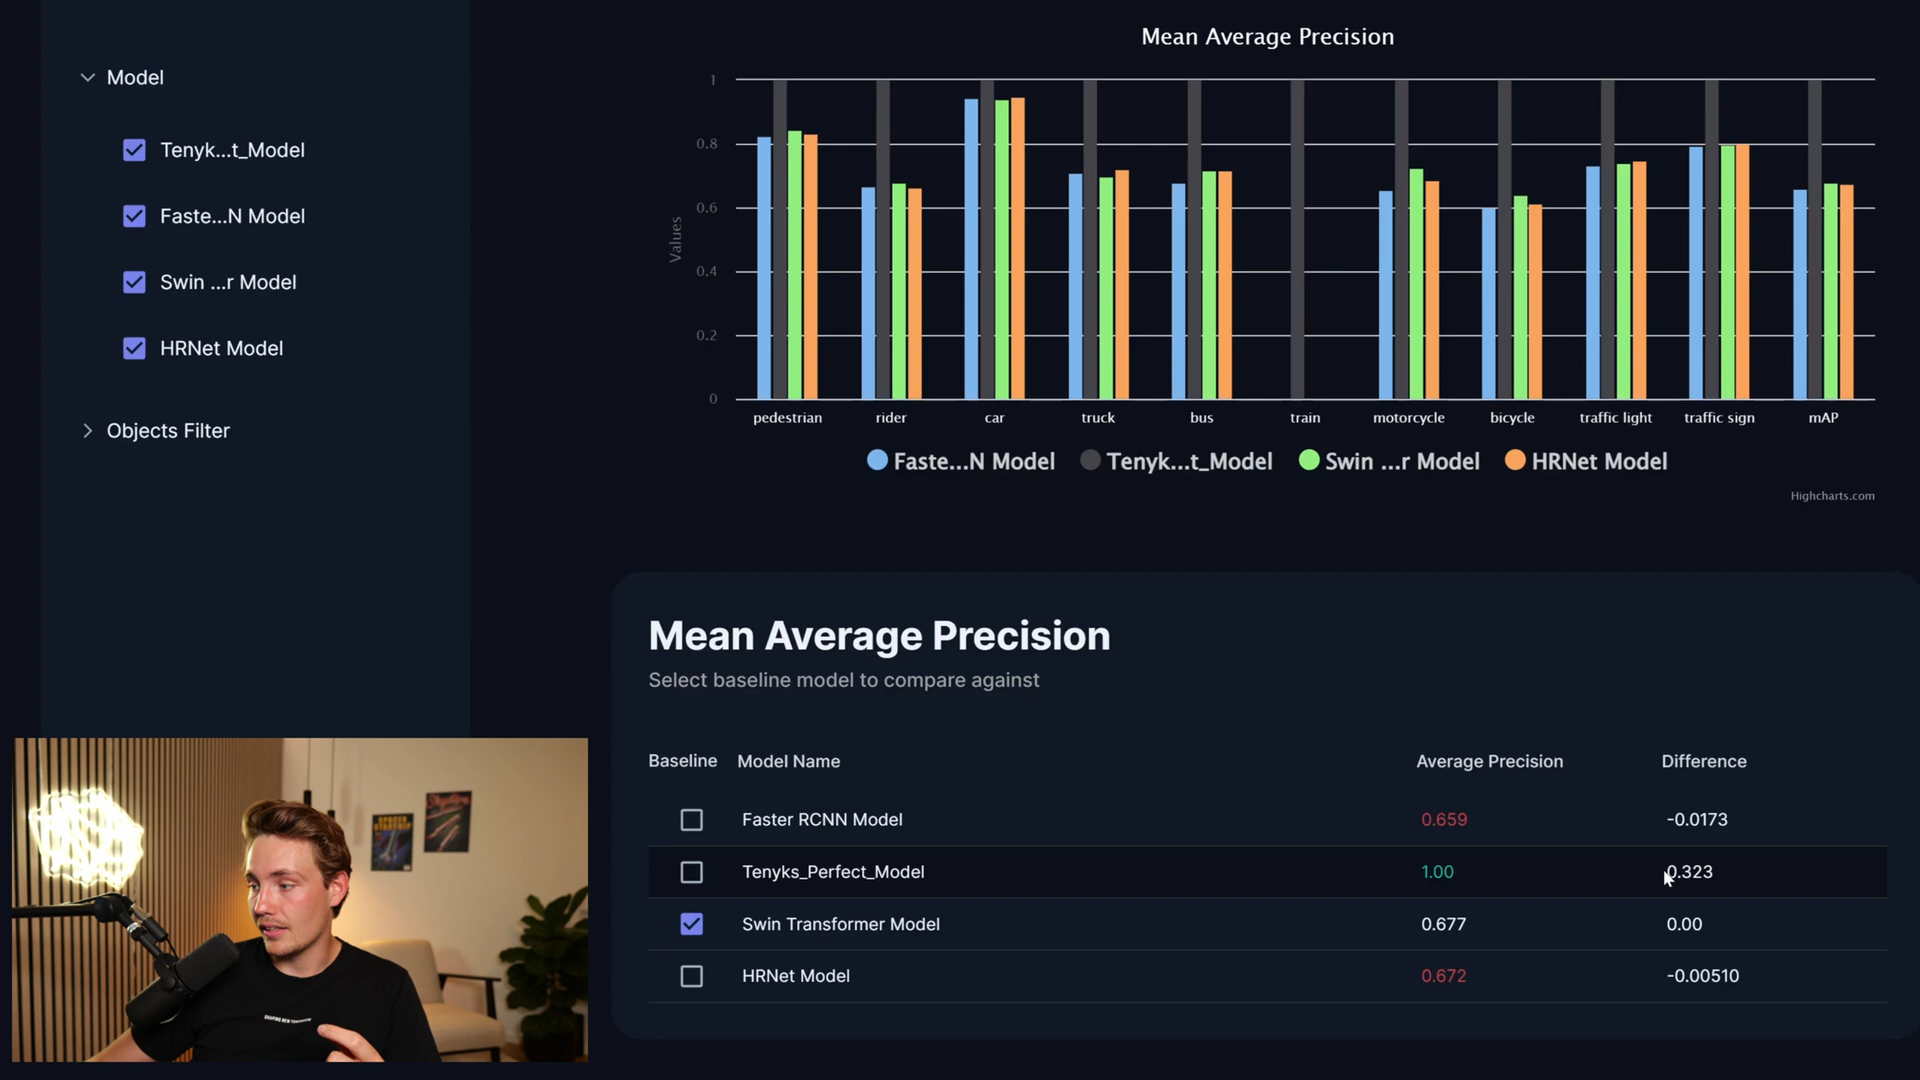 Model
Tenyk...t_Model
Faste...N Model
Swin ...r Model
HRNet Model
Objects Filter
Mean Average Precision
Values
1
0.8
0.6
0.4
0.2
0
pedestrian rider car truck bus train motorcycle bicycle traffic light traffic sign mAP
Faste...N Model Tenyk...t_Model Swin ...r Model HRNet Model
Highcharts.com
Mean Average Precision
Select baseline model to compare against
Baseline Model Name Average Precision Difference
Faster RCNN Model 0.659 -0.0173
Tenyks_Perfect_Model 1.00 0.323
Swin Transformer Model 0.677 0.00
HRNet Model 0.672 -0.00510